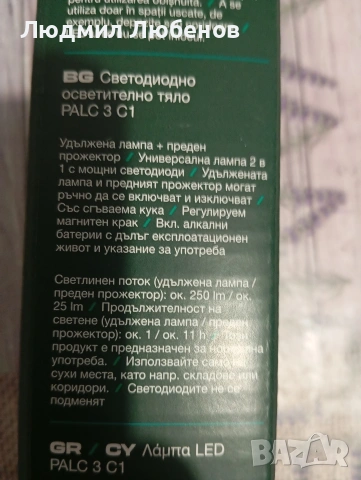 pentru utilizarea obișnuită. / A se
utiliza doar în spații uscate, de
exemplu, depozite sau
Людмил Любенов
BG Светодиодно
осветително тяло
PALC 3 C1
Удължена лампа + преден
прожектор / Универсална лампа 2 в
1 с мощни светодиоди / Удължената
лампа и предният прожектор могат
ръчно да се включват и изключват /
Със сгъваема кука / Регулируем
магнитен крак / Вкл. алкални
батерии с дълъг експлоатационен
живот и указание за употреба
Светлинен поток (удължена лампа /
преден прожектор): ок. 250 lm / ок.
25 lm / Продължителност на
светене (удължена лампа / преден
прожектор): ок. 1 / ок. 11 h / Този
продукт е предназначен за нормална
употреба. / Използвайте само на
сухи места, като напр. складове или
коридори. / Светодиодите не се
подменят
GR / CY Λάμπα LED
PALC 3 C1
BAZAR